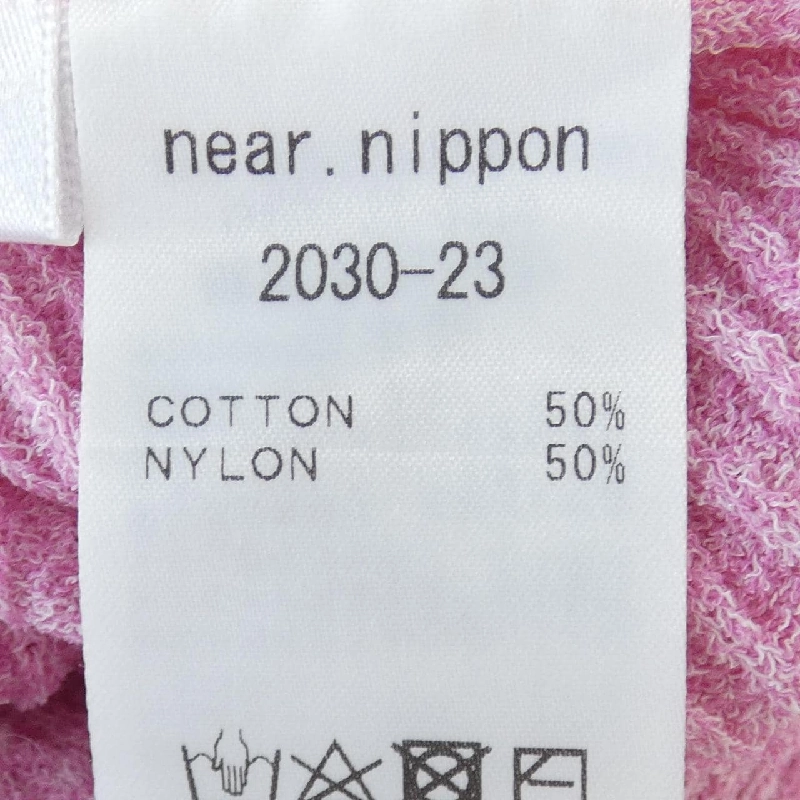 near.nippon
2030-23
COTTON 50%
NYLON 50%